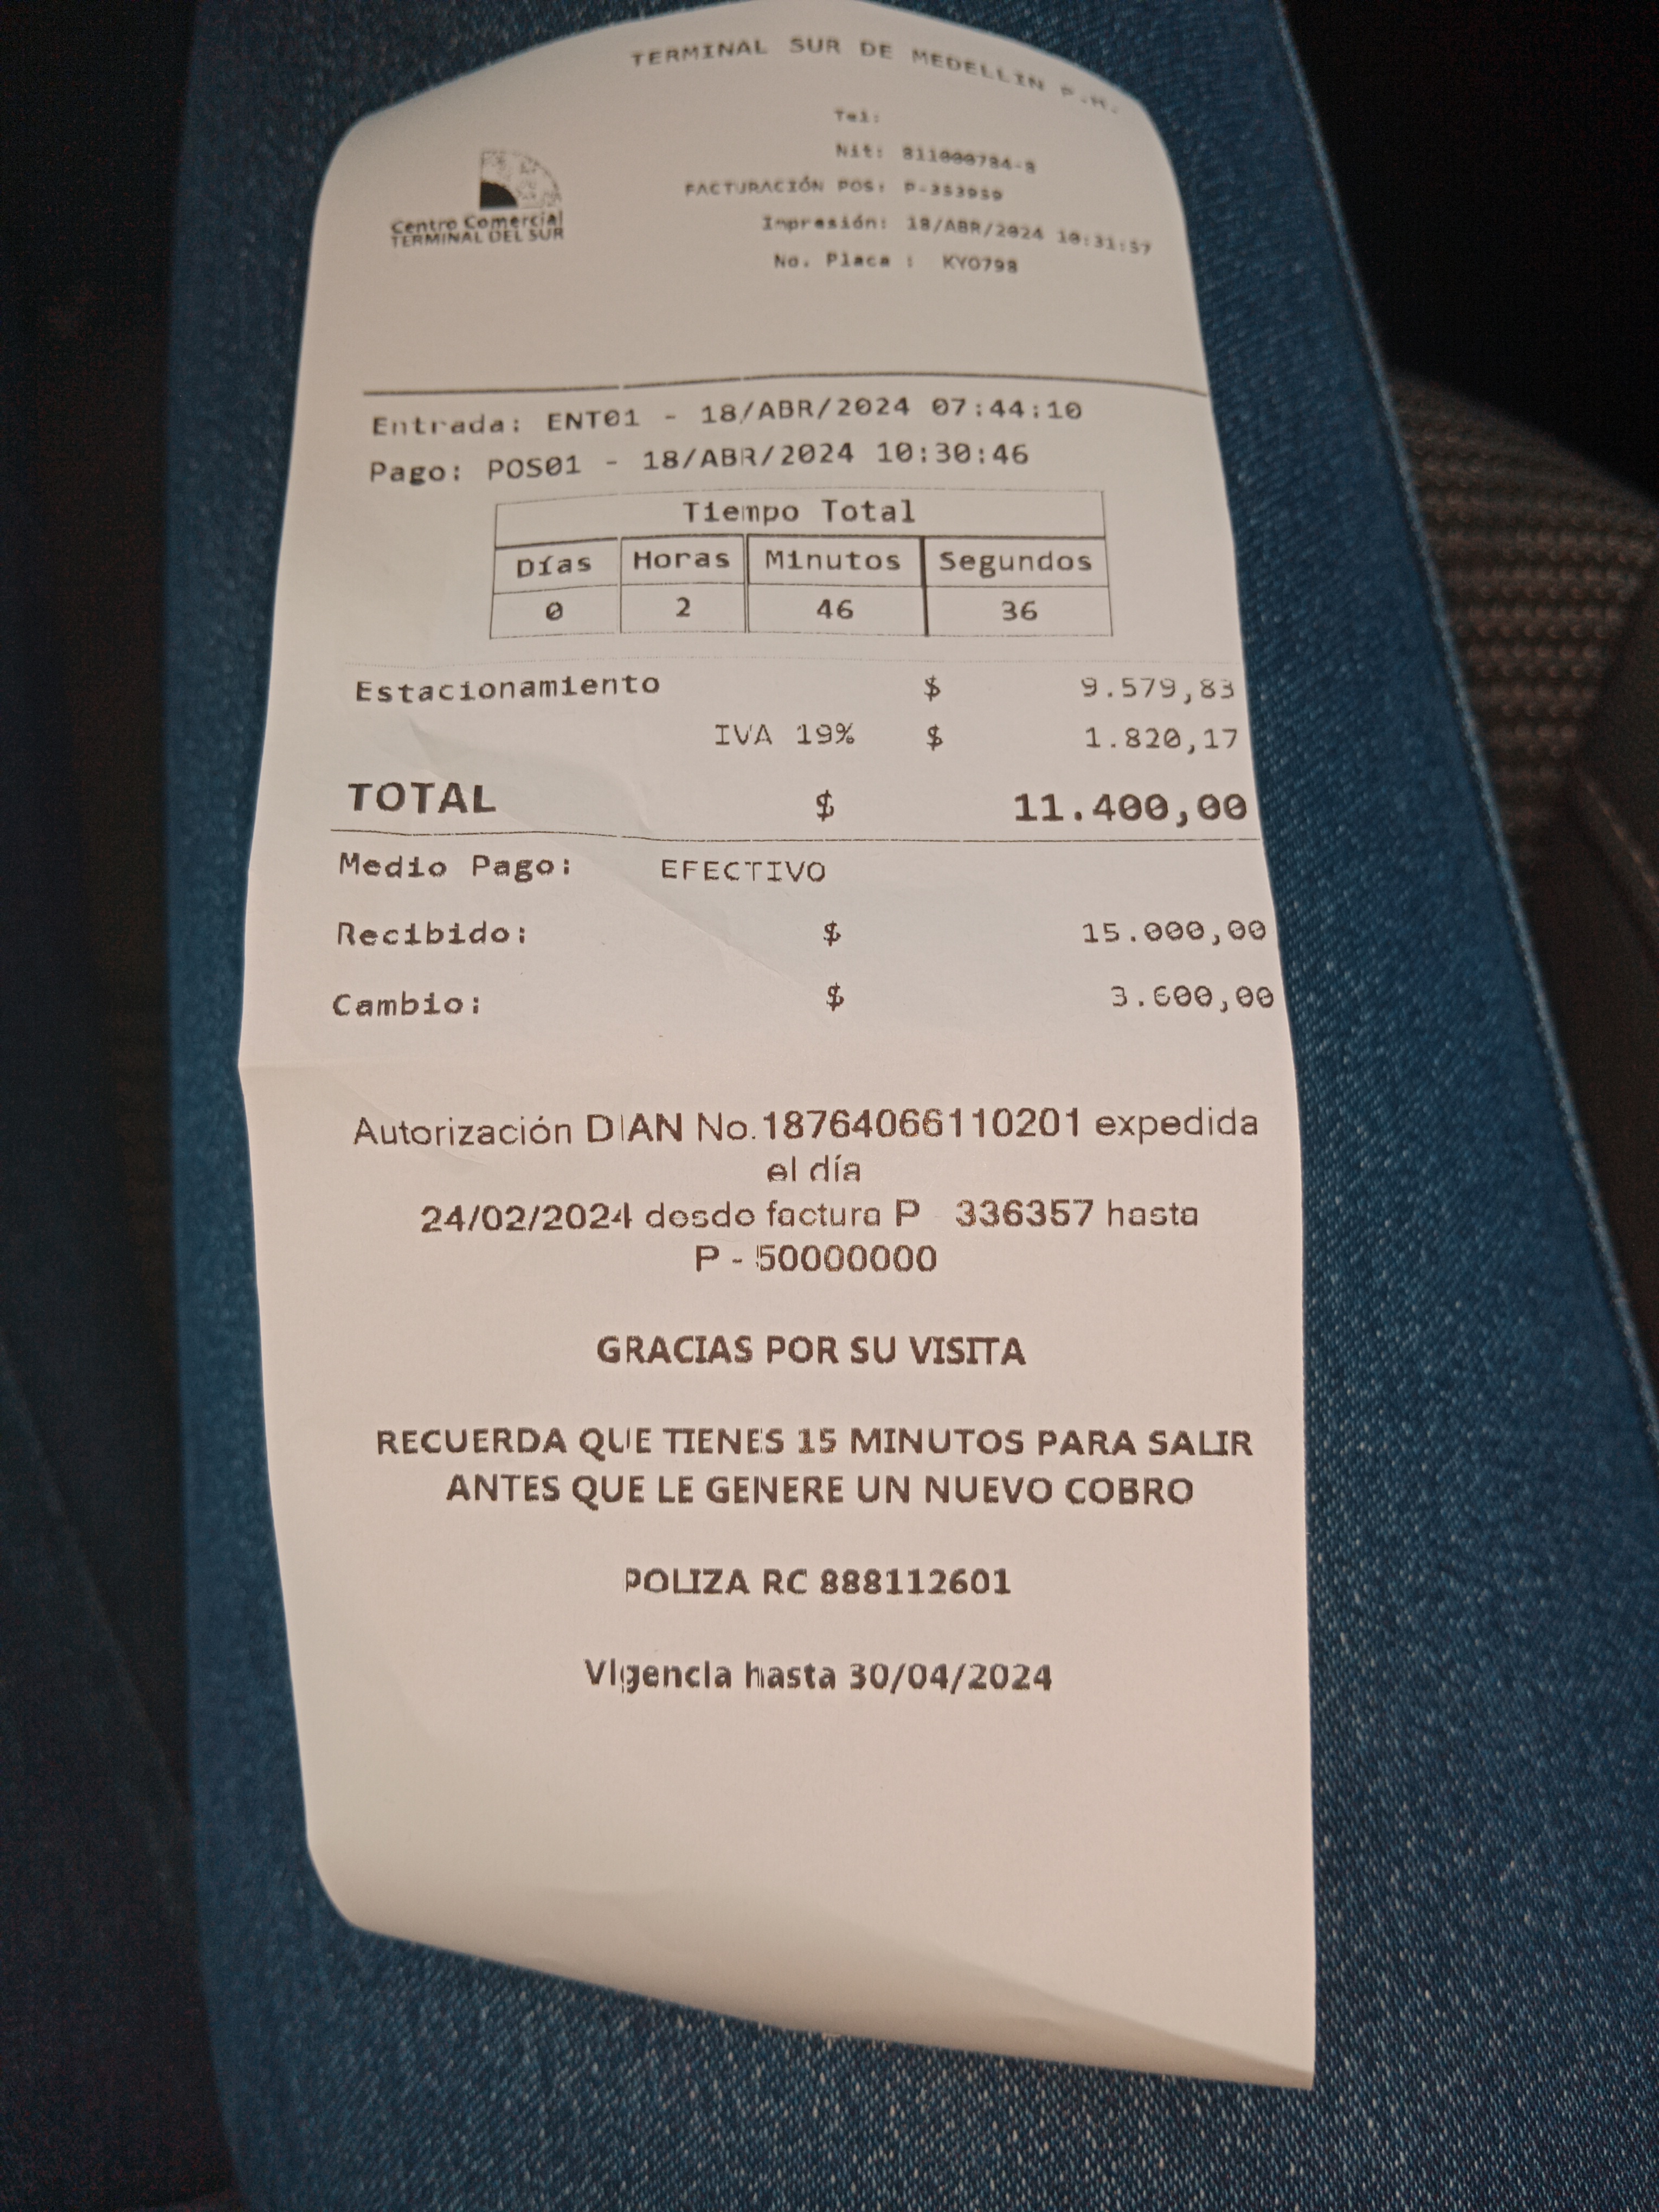 TERMINAL SUR DE MEDELLIN P.H.
Tel:
Nit: 811000784-8
FACTURACIÓN POS: P-353959
Impresión: 18/ABR/2024 10:31:57
No. Placa : KYO798
Centro Comercial
TERMINAL DEL SUR
Entrada: ENT01 - 18/ABR/2024 07:44:10
Pago: POS01 - 18/ABR/2024 10:30:46
Tiempo Total
Días Horas Minutos Segundos
0 2 46 36
Estacionamiento $ 9.579,83
IVA 19% $ 1.820,17
TOTAL $ 11.400,00
Medio Pago: EFECTIVO
Recibido: $ 15.000,00
Cambio: $ 3.600,00
Autorización DIAN No.18764066110201 expedida
el día
24/02/2024 desde factura P 336357 hasta
P - 50000000
GRACIAS POR SU VISITA
RECUERDA QUE TIENES 15 MINUTOS PARA SALIR
ANTES QUE LE GENERE UN NUEVO COBRO
POLIZA RC 888112601
Vigencia hasta 30/04/2024